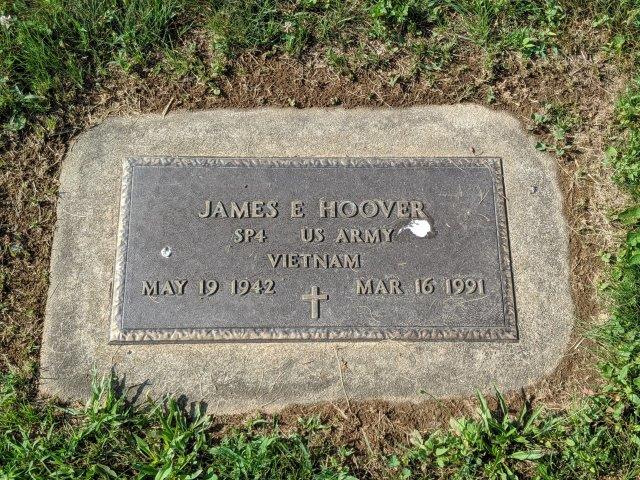 JAMES E HOOVER
SP4 US ARMY
VIETNAM
MAY 19 1942 MAR 16 1991